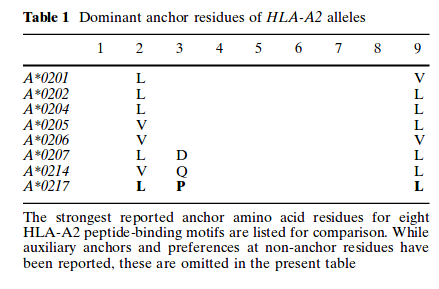 Table 1 Dominant anchor residues of HLA-A2 alleles
1 2 3 4 5 6 7 8 9
A*0201 L V
A*0202 L L
A*0204 L L
A*0205 V L
A*0206 V V
A*0207 L D L
A*0214 V Q L
A*0217 L P L
The strongest reported anchor amino acid residues for eight
HLA-A2 peptide-binding motifs are listed for comparison. While
auxiliary anchors and preferences at non-anchor residues have
been reported, these are omitted in the present table